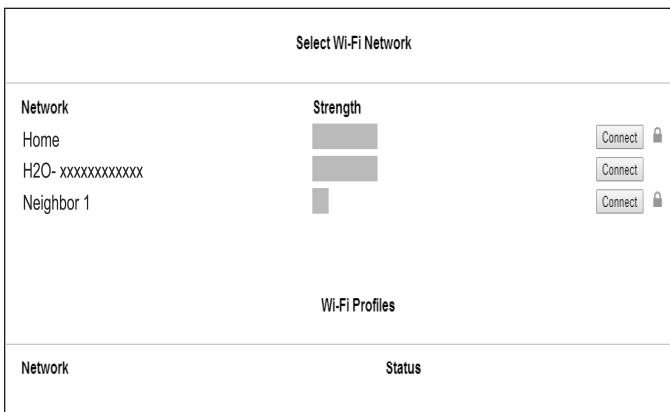 Select Wi-Fi Network
Network Strength
Home Connect
H2O- xxxxxxxxxxxx Connect
Neighbor 1 Connect
Wi-Fi Profiles
Network Status